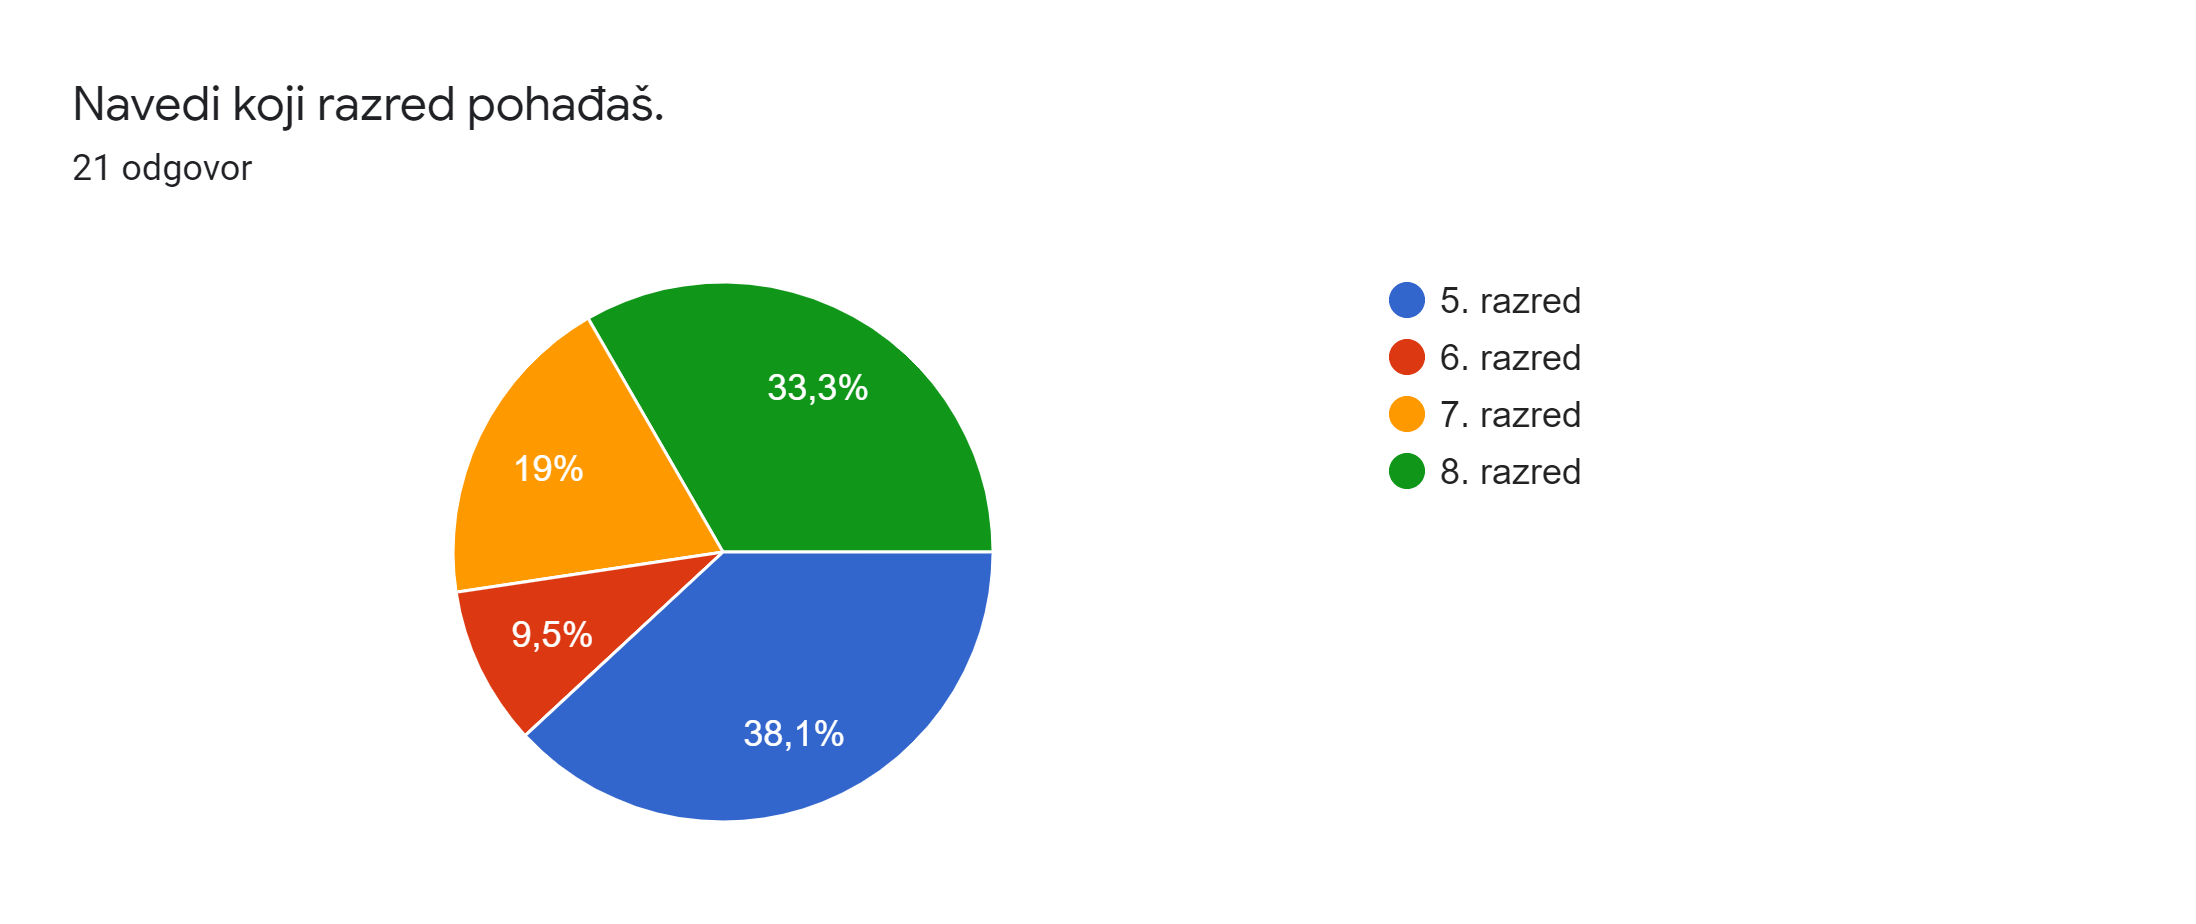 Navedi koji razred pohađaš.
21 odgovor
33,3%
19%
9,5%
38,1%
5. razred
6. razred
7. razred
8. razred